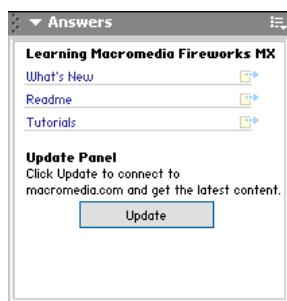 Answers
Learning Macromedia Fireworks MX
What's New
Readme
Tutorials
Update Panel
Click Update to connect to
macromedia.com and get the latest content.
Update